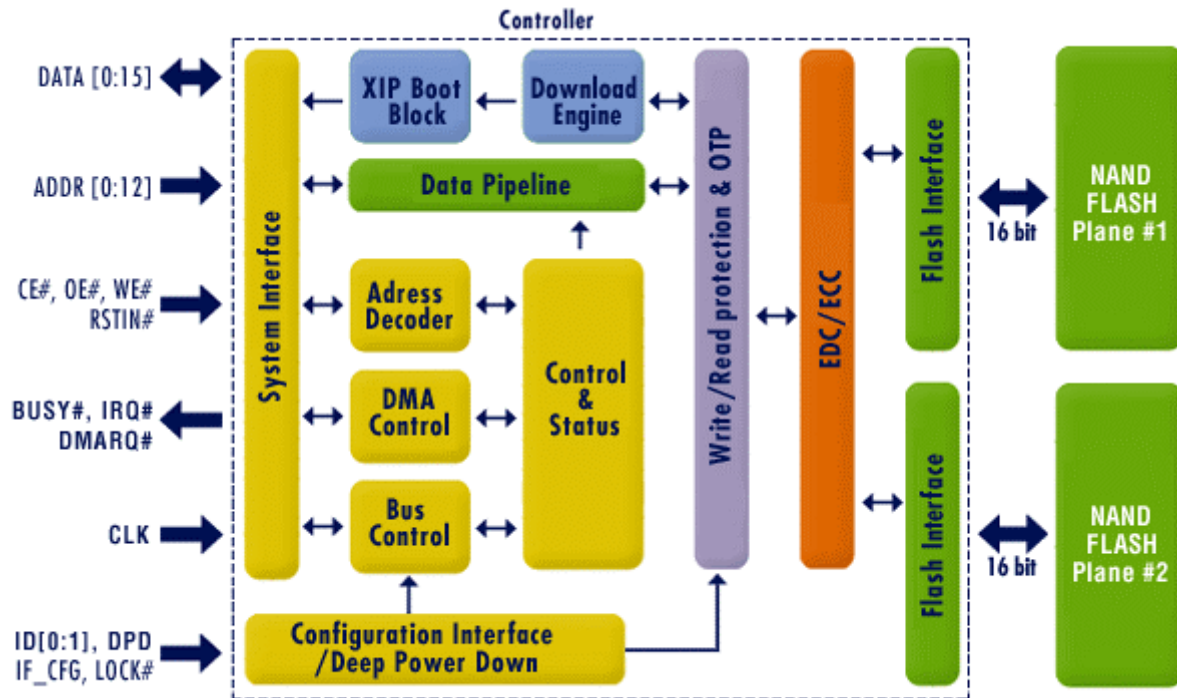 Controller
DATA [0:15]
ADDR [0:12]
CE#, OE#, WE#
RSTIN#
BUSY#, IRQ#
DMARQ#
CLK
ID[0:1], DPD
IF_CFG, LOCK#
System Interface
XIP Boot
Block
Download
Engine
Data Pipeline
Adress
Decoder
DMA
Control
Bus
Control
Control
&
Status
Configuration Interface
/Deep Power Down
Write/Read protection & OTP
EDC/ECC
Flash Interface
16 bit
NAND
FLASH
Plane #1
Flash Interface
16 bit
NAND
FLASH
Plane #2